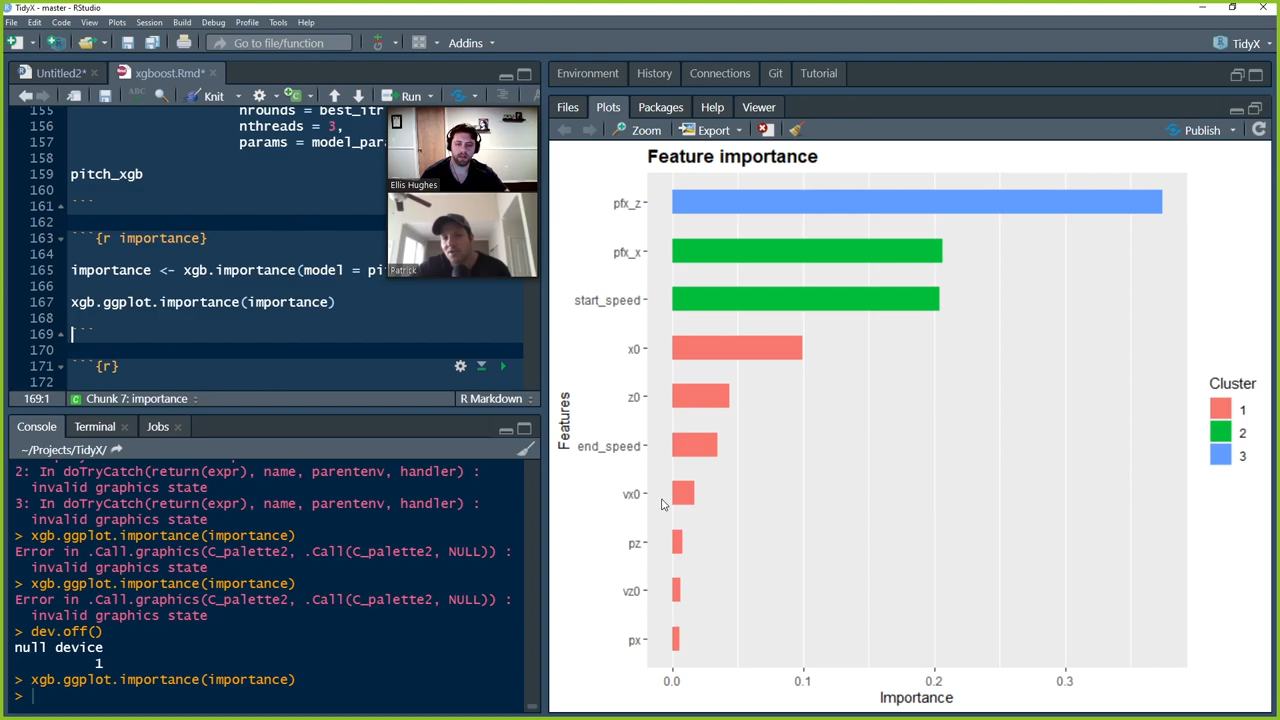 TidyX - master - RStudio
File Edit Code View Plots Session Build Debug Profile Tools Help
Go to file/function Addins TidyX
Untitled2* xgboost.Rmd*
ABC Knit Run
155 nrounds = best_itr
156 nthreads = 3,
157 params = model_para
158
159 pitch_xgb
160
161 ```
162
163 ```{r importance}
164
165 importance <- xgb.importance(model = pi
166
167 xgb.ggplot.importance(importance)
168
169 ```
170
171 ```{r}
172
169:1 Chunk 7: importance R Markdown
Ellis Hughes
Patrick
Console Terminal Jobs
~/Projects/TidyX/
2: In doTryCatch(return(expr), name, parentenv, handler) :
invalid graphics state
3: In doTryCatch(return(expr), name, parentenv, handler) :
invalid graphics state
> xgb.ggplot.importance(importance)
Error in .Call.graphics(C_palette2, .Call(C_palette2, NULL)) :
invalid graphics state
> xgb.ggplot.importance(importance)
Error in .Call.graphics(C_palette2, .Call(C_palette2, NULL)) :
invalid graphics state
> dev.off()
null device
1
> xgb.ggplot.importance(importance)
>
Environment History Connections Git Tutorial
Files Plots Packages Help Viewer
Zoom Export Publish
Feature importance
pfx_z
pfx_x
start_speed
x0
z0
end_speed
vx0
pz
vz0
px
Features
0.0 0.1 0.2 0.3
Importance
Cluster
1
2
3